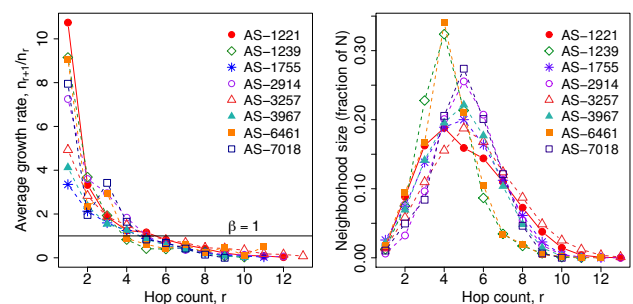 Average growth rate, n_{r+1}/n_r
0
2
4
6
8
10
AS−1221
AS−1239
AS−1755
AS−2914
AS−3257
AS−3967
AS−6461
AS−7018
β = 1
2
4
6
8
10
12
Hop count, r
Neighborhood size (fraction of N)
0.00
0.10
0.20
0.30
AS−1221
AS−1239
AS−1755
AS−2914
AS−3257
AS−3967
AS−6461
AS−7018
2
4
6
8
10
12
Hop count, r